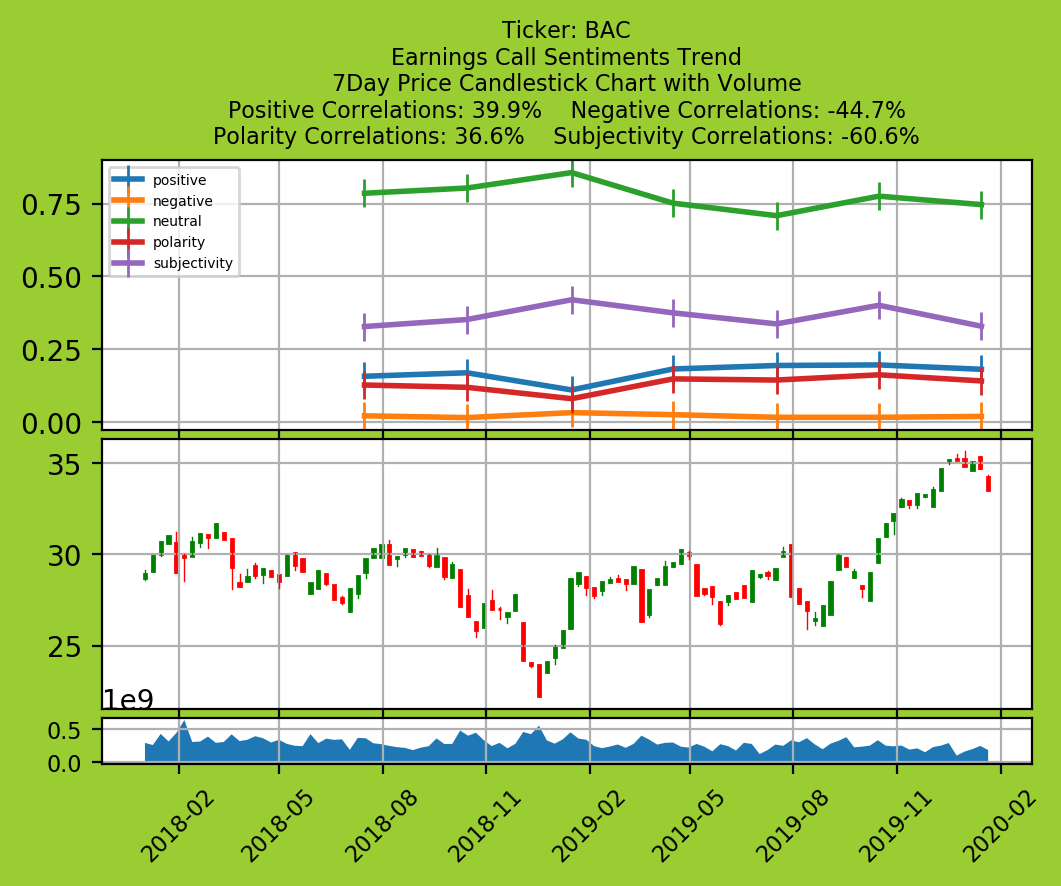 Ticker: BAC
Earnings Call Sentiments Trend
7Day Price Candlestick Chart with Volume
Positive Correlations: 39.9%    Negative Correlations: -44.7%
Polarity Correlations: 36.6%    Subjectivity Correlations: -60.6%
positive
negative
neutral
polarity
subjectivity
0.75
0.50
0.25
0.00
35
30
25
1e9
0.5
0.0
2018-02 2018-05 2018-08 2018-11 2019-02 2019-05 2019-08 2019-11 2020-02